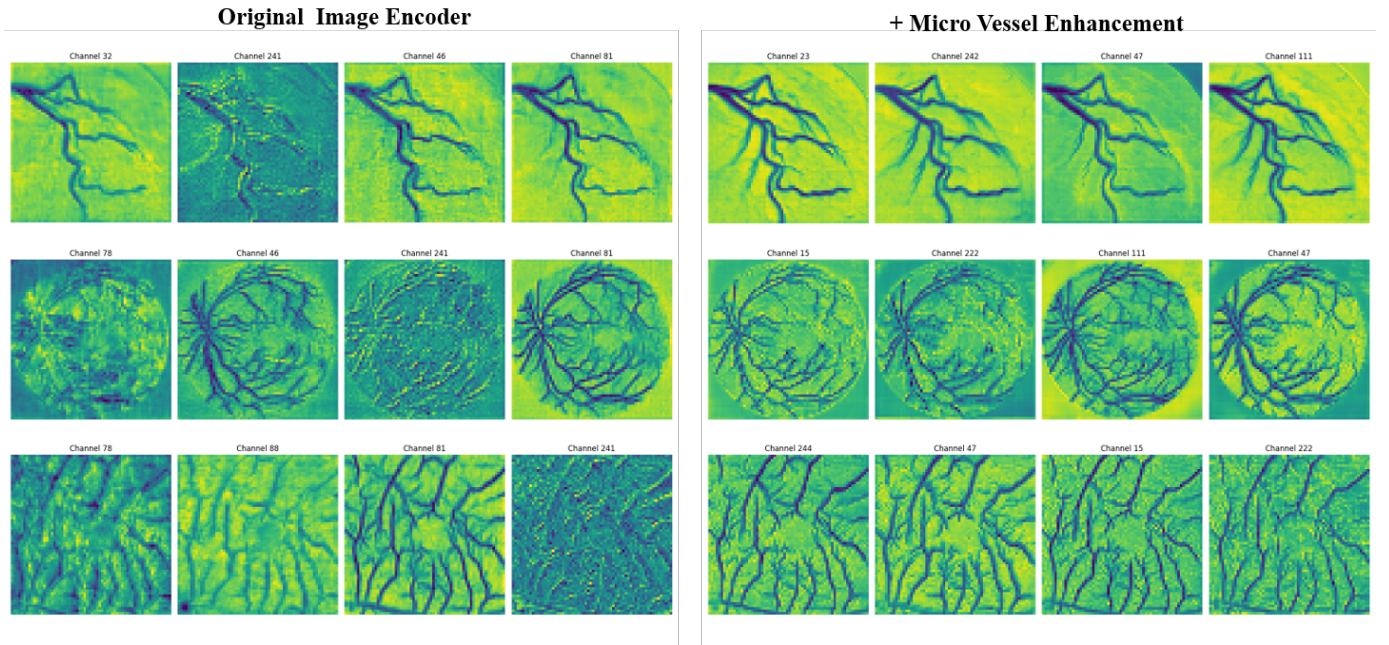 Original Image Encoder
+ Micro Vessel Enhancement
Channel 32
Channel 241
Channel 46
Channel 81
Channel 23
Channel 242
Channel 47
Channel 111
Channel 78
Channel 46
Channel 241
Channel 81
Channel 15
Channel 222
Channel 111
Channel 47
Channel 78
Channel 88
Channel 81
Channel 241
Channel 244
Channel 47
Channel 15
Channel 222